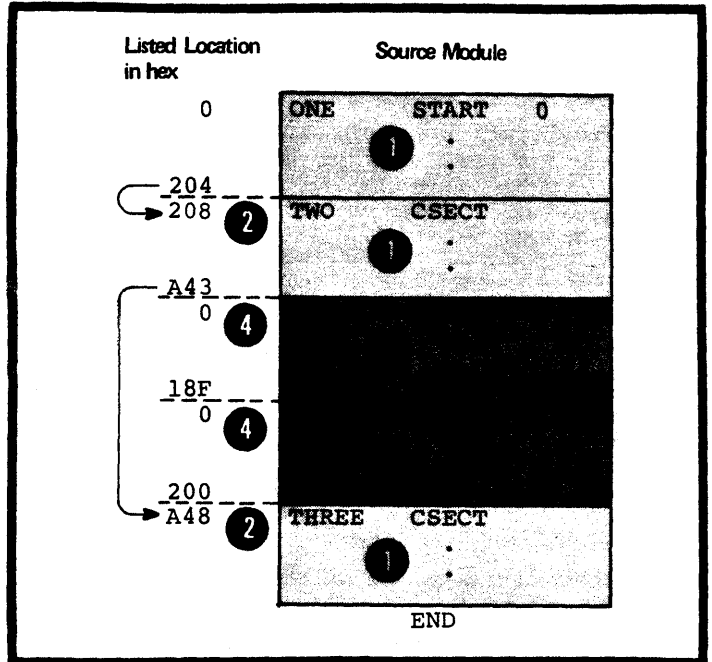 Listed Location
in hex
Source Module
0 ONE START 0
1 :
204
208 2 TWO CSECT
1 :
A43
0 4
18F
0 4
200
A48 2 THREE CSECT
1 :
END